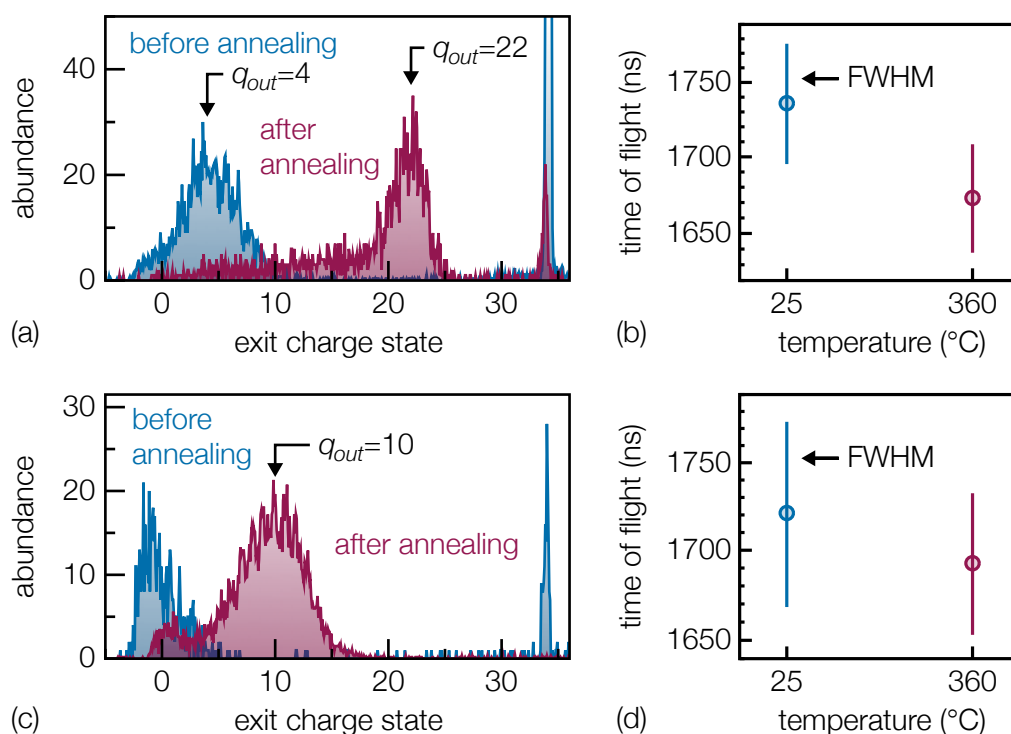 before annealing
q_out=4
q_out=22
after
annealing
abundance
40
20
0
0
10
20
30
exit charge state
(a)
FWHM
time of flight (ns)
1750
1700
1650
25
360
temperature (°C)
(b)
before
annealing
q_out=10
after annealing
abundance
30
20
10
0
0
10
20
30
exit charge state
(c)
FWHM
time of flight (ns)
1750
1700
1650
25
360
temperature (°C)
(d)